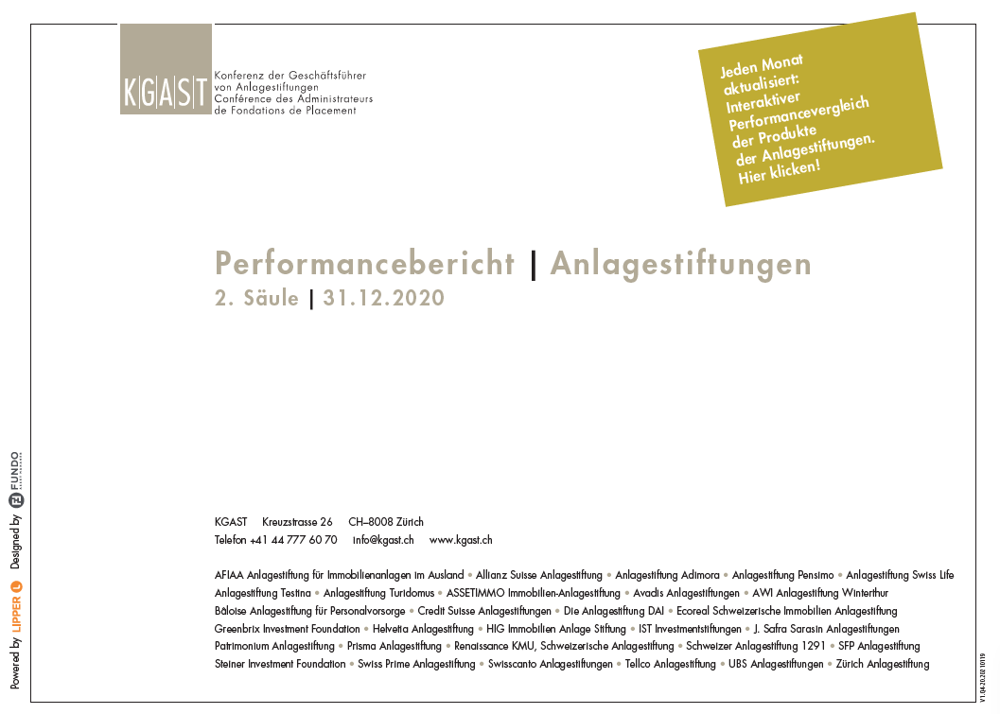 K|G|A|S|T
Konferenz der Geschäftsführer
von Anlagestiftungen
Conférence des Administrateurs
de Fondations de Placement
Jeden Monat
aktualisiert:
Interaktiver
Performancevergleich
der Produkte
der Anlagestiftungen.
Hier klicken!
Performancebericht | Anlagestiftungen
2. Säule | 31.12.2020
KGAST Kreuzstrasse 26 CH–8008 Zürich
Telefon +41 44 777 60 70 info@kgast.ch www.kgast.ch
AFIAA Anlagestiftung für Immobilienanlagen im Ausland • Allianz Suisse Anlagestiftung • Anlagestiftung Adimora • Anlagestiftung Pensimo • Anlagestiftung Swiss Life
Anlagestiftung Testina • Anlagestiftung Turidomus • ASSETIMMO Immobilien-Anlagestiftung • Avadis Anlagestiftungen • AWI Anlagestiftung Winterthur
Bâloise Anlagestiftung für Personalvorsorge • Credit Suisse Anlagestiftungen • Die Anlagestiftung DAI • Ecoreal Schweizerische Immobilien Anlagestiftung
Greenbrix Investment Foundation • Helvetia Anlagestiftung • HIG Immobilien Anlage Stiftung • IST Investmentstiftungen • J. Safra Sarasin Anlagestiftungen
Patrimonium Anlagestiftung • Prisma Anlagestiftung • Renaissance KMU, Schweizerische Anlagestiftung • Schweizer Anlagestiftung 1291 • SFP Anlagestiftung
Steiner Investment Foundation • Swiss Prime Anlagestiftung • Swisscanto Anlagestiftungen • Tellco Anlagestiftung • UBS Anlagestiftungen • Zürich Anlagestiftung
Powered by LIPPER L Designed by FUNDO
V1.Q4-20.20210119